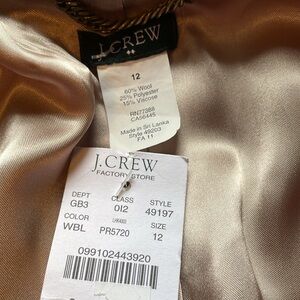 J.CREW
12
60% Wool
25% Polyester
15% Viscose
RN77388
CA56445
Made in Sri Lanka
Style 49203
FA 11
J.CREW
FACTORY STORE
DEPT CLASS STYLE
GB3 012 49197
COLOR SIZE
WBL PR5720 12
099102443920